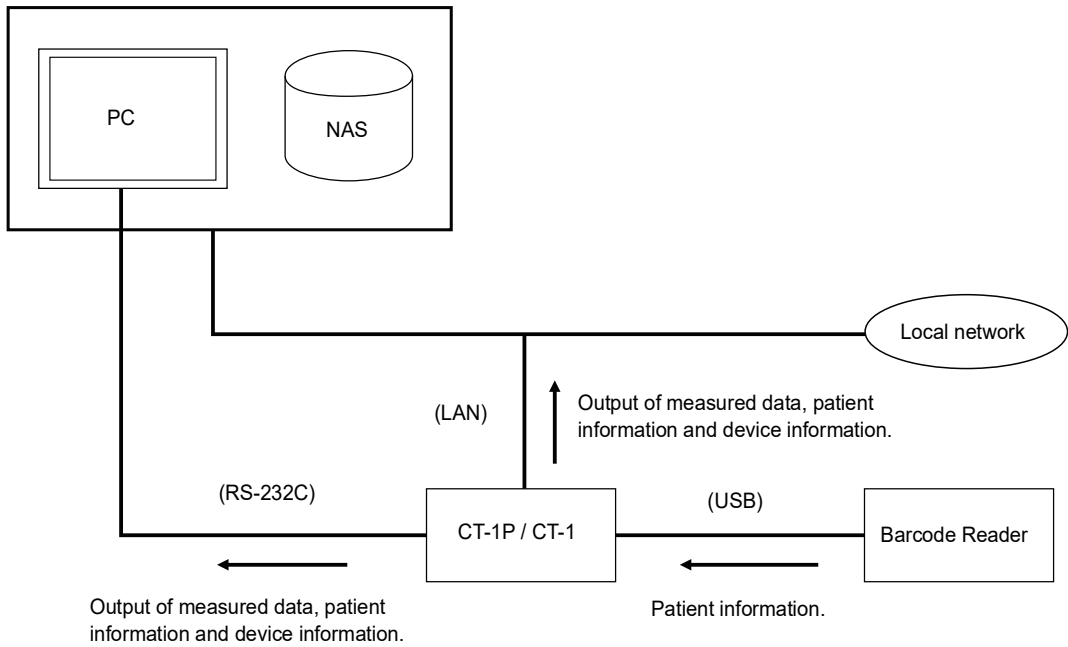 PC
NAS
Local network
(LAN)
Output of measured data, patient
information and device information.
(RS-232C)
CT-1P / CT-1
(USB)
Barcode Reader
Output of measured data, patient
information and device information.
Patient information.